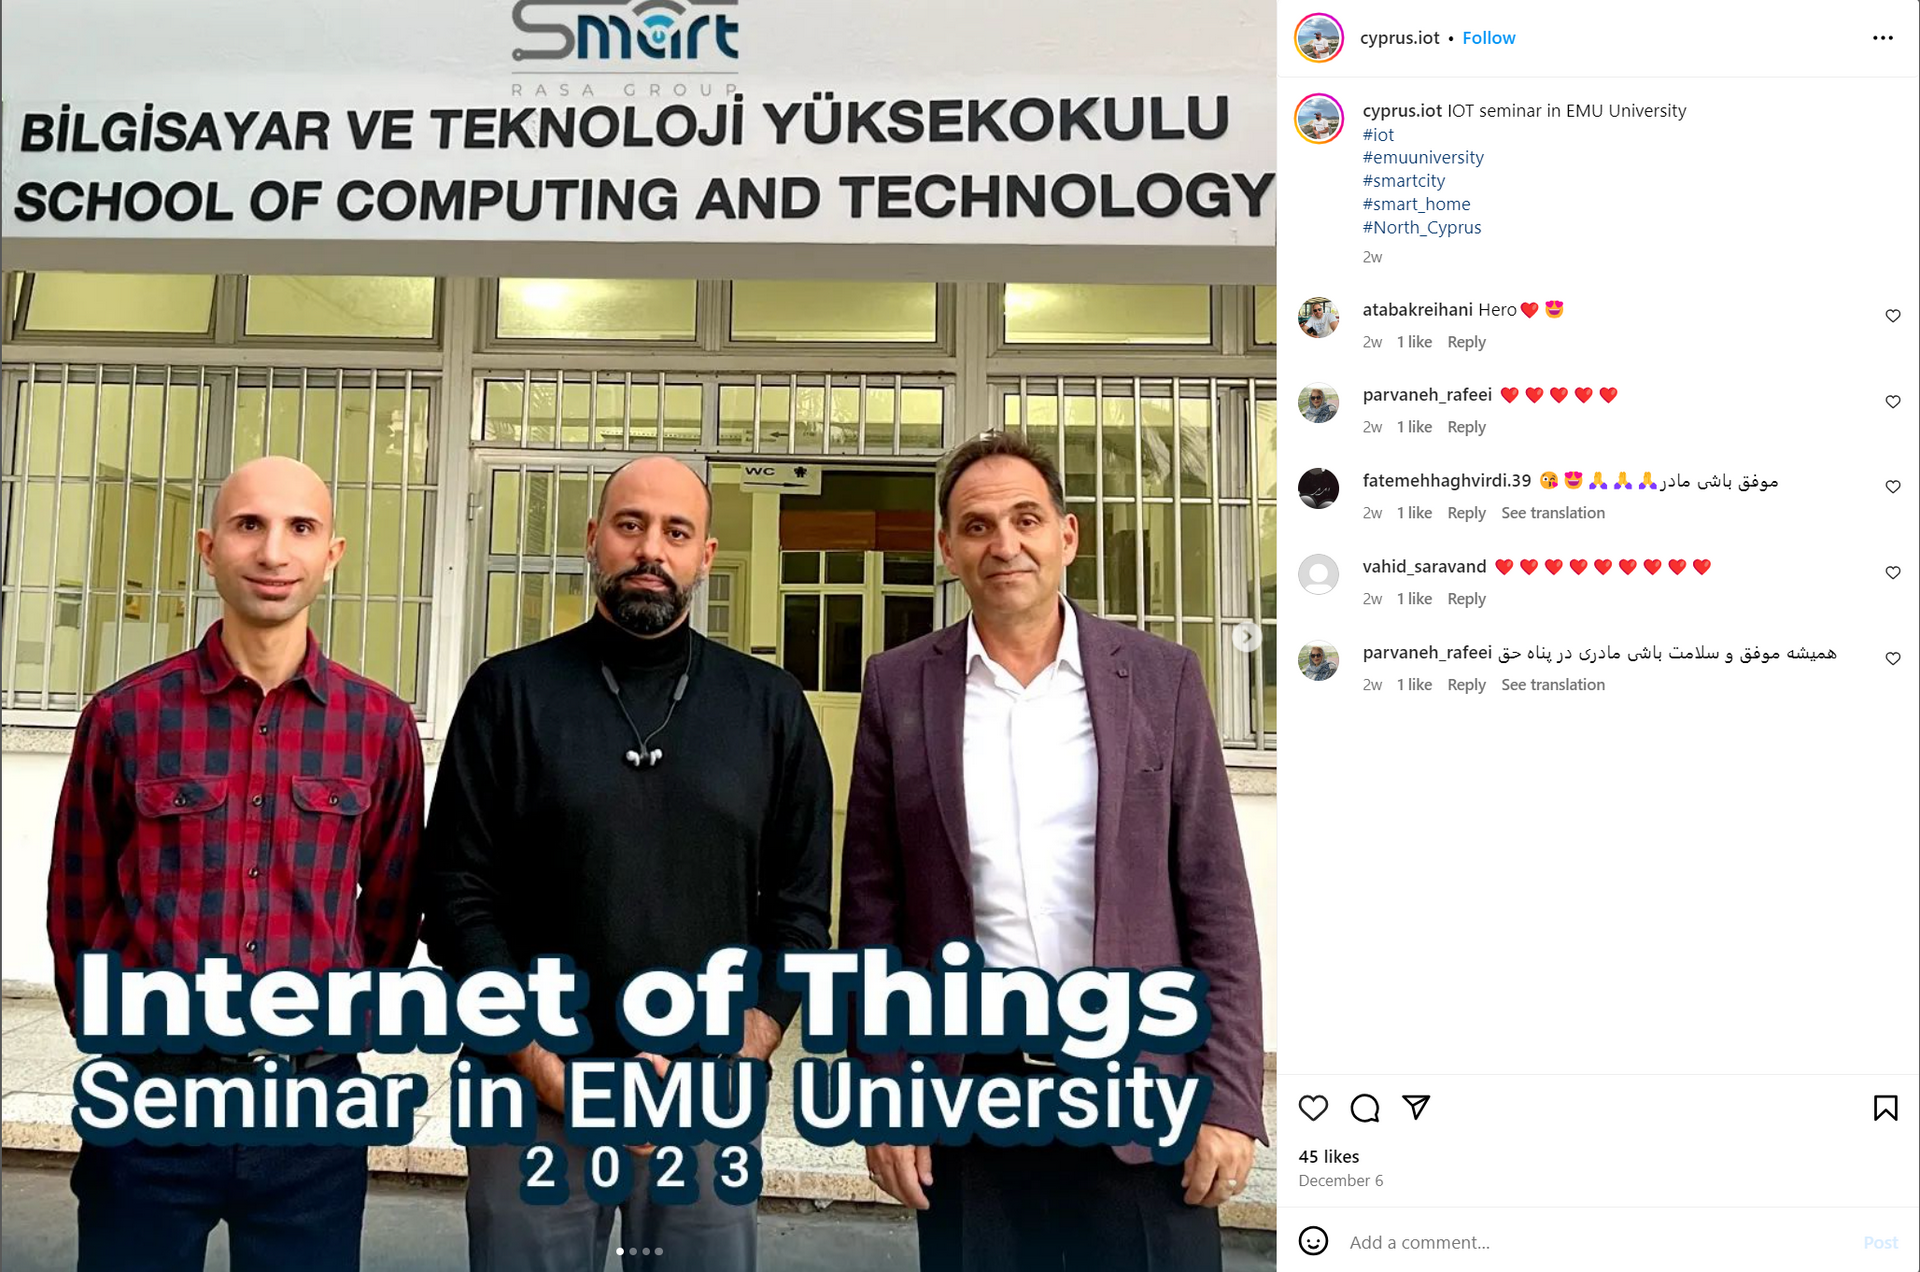 Smart
RASA GROUP
BİLGİSAYAR VE TEKNOLOJİ YÜKSEKOKULU
SCHOOL OF COMPUTING AND TECHNOLOGY
WC
Internet of Things
Seminar in EMU University
2023
cyprus.iot • Follow
cyprus.iot IOT seminar in EMU University
#iot
#emuuniversity
#smartcity
#smart_home
#North_Cyprus
2w
atabakreihani Hero❤️ 😍
2w 1 like Reply
parvaneh_rafeei ❤️ ❤️ ❤️ ❤️ ❤️
2w 1 like Reply
fatemehhaghvirdi.39 موفق باشی مادر🙏 🙏 🙏 😍 😘
2w 1 like Reply See translation
vahid_saravand ❤️ ❤️ ❤️ ❤️ ❤️ ❤️ ❤️ ❤️ ❤️
2w 1 like Reply
parvaneh_rafeei همیشه موفق و سلامت باشی مادری در پناه حق
2w 1 like Reply See translation
45 likes
December 6
Add a comment... Post